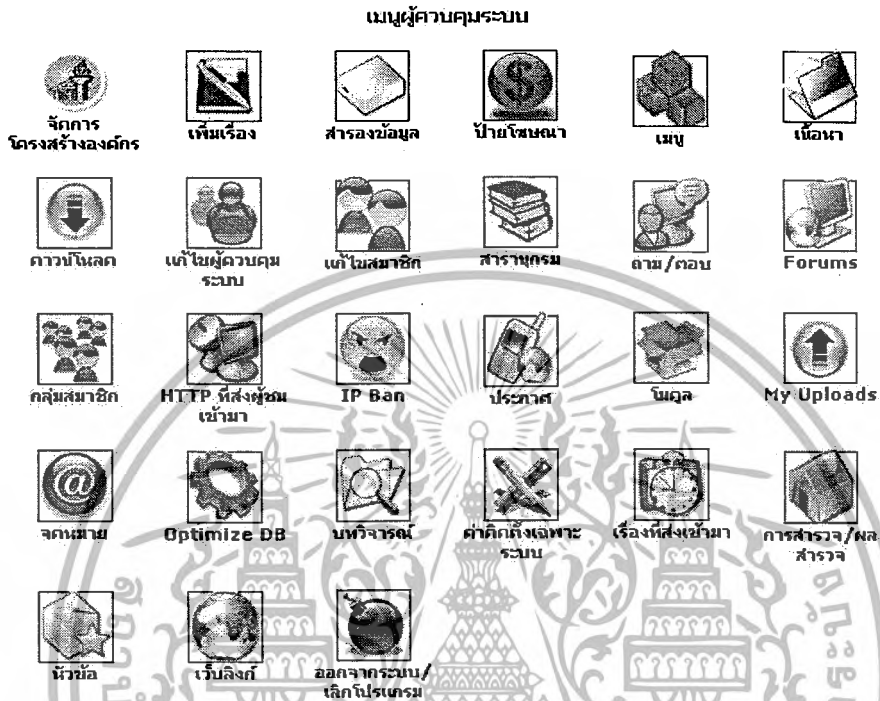 เมนูผู้ควบคุมระบบ
จัดการ
โครงสร้างองค์กร
เพิ่มเรื่อง
สำรองข้อมูล
ป้ายโฆษณา
เมนู
เนื้อหา
ดาวน์โหลด
แก้ไขผู้ควบคุม
ระบบ
แก้ไขสมาชิก
สารานุกรม
ถาม/ตอบ
Forums
กลุ่มสมาชิก
HTTP ที่ส่งผู้ชม
เข้ามา
IP Ban
ประกาศ
โมดูล
My Uploads
จดหมาย
Optimize DB
บทวิจารณ์
ค่าติดตั้งเฉพาะ
ระบบ
เรื่องที่ส่งเข้ามา
การสำรวจ/ผล
สำรวจ
หัวข้อ
เว็บลิงก์
ออกจากระบบ/
เลิกโปรแกรม